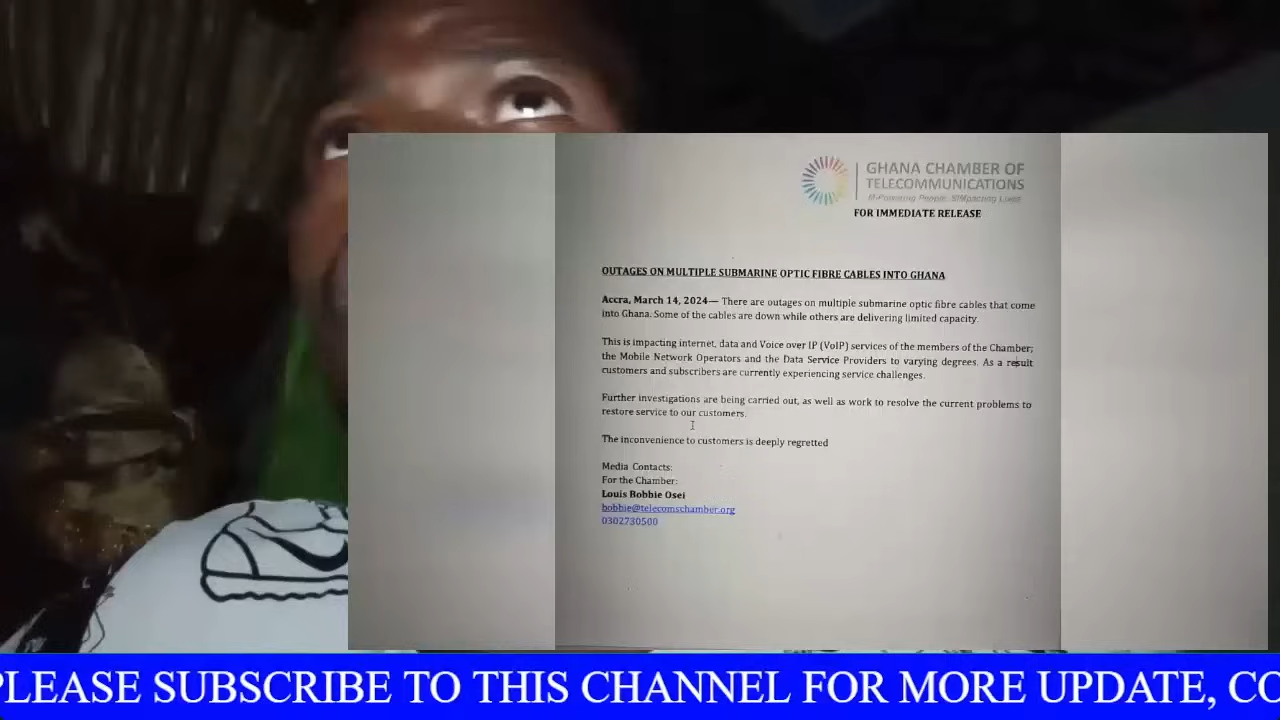 GHANA CHAMBER OF
TELECOMMUNICATIONS
M-Powering People, SIMpacting Lives
FOR IMMEDIATE RELEASE
OUTAGES ON MULTIPLE SUBMARINE OPTIC FIBRE CABLES INTO GHANA
Accra, March 14, 2024— There are outages on multiple submarine optic fibre cables that come
into Ghana. Some of the cables are down while others are delivering limited capacity.
This is impacting internet, data and Voice over IP (VoIP) services of the members of the Chamber;
the Mobile Network Operators and the Data Service Providers to varying degrees. As a result
customers and subscribers are currently experiencing service challenges.
Further investigations are being carried out, as well as work to resolve the current problems to
restore service to our customers.
The inconvenience to customers is deeply regretted
Media Contacts:
For the Chamber:
Louis Bobbie Osei
bobbie@telecomschamber.org
0302730500
PLEASE SUBSCRIBE TO THIS CHANNEL FOR MORE UPDATE, CO